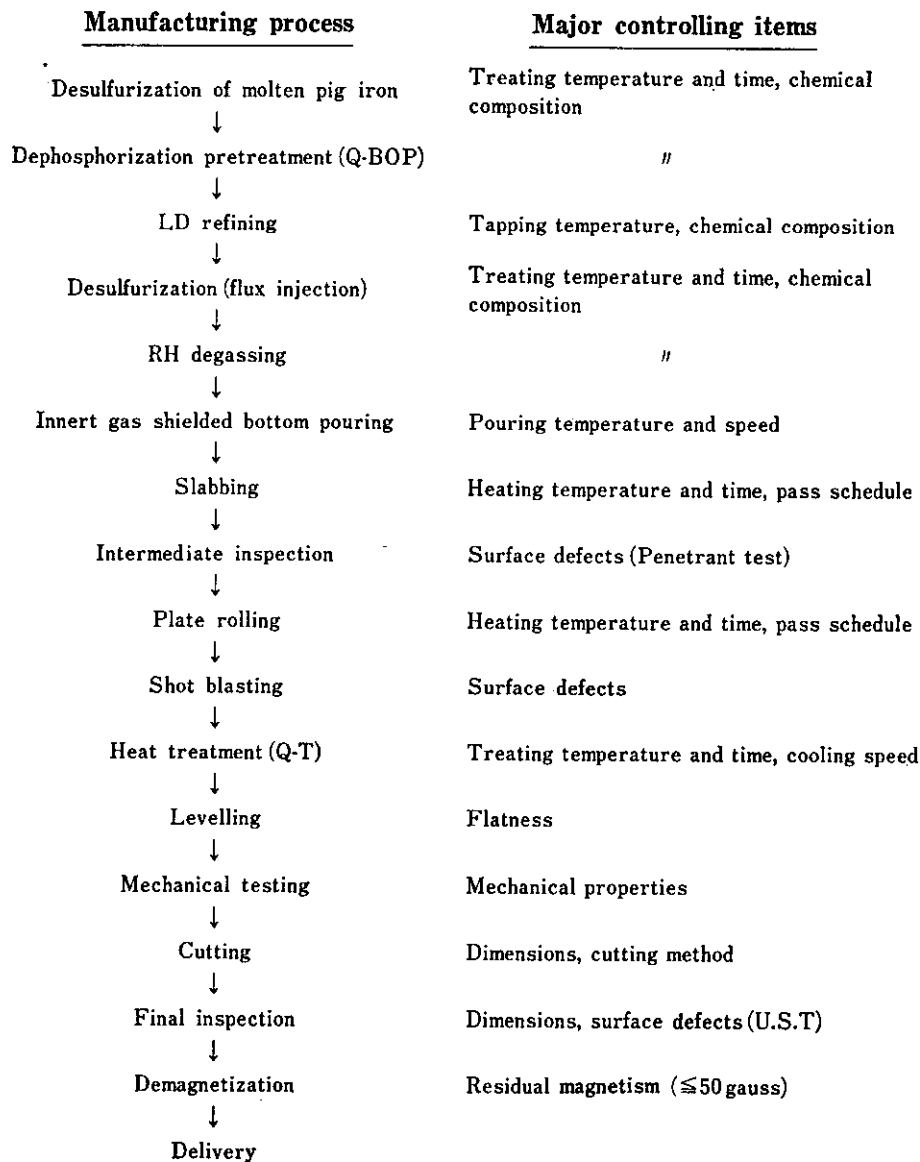 Manufacturing process Major controlling items
Desulfurization of molten pig iron Treating temperature and time, chemical
composition
↓
Dephosphorization pretreatment (Q-BOP) 〃
↓
LD refining Tapping temperature, chemical composition
↓
Desulfurization (flux injection) Treating temperature and time, chemical
composition
↓
RH degassing 〃
↓
Innert gas shielded bottom pouring Pouring temperature and speed
↓
Slabbing Heating temperature and time, pass schedule
↓
Intermediate inspection Surface defects (Penetrant test)
↓
Plate rolling Heating temperature and time, pass schedule
↓
Shot blasting Surface defects
↓
Heat treatment (Q-T) Treating temperature and time, cooling speed
↓
Levelling Flatness
↓
Mechanical testing Mechanical properties
↓
Cutting Dimensions, cutting method
↓
Final inspection Dimensions, surface defects (U.S.T)
↓
Demagnetization Residual magnetism (≦50 gauss)
↓
Delivery